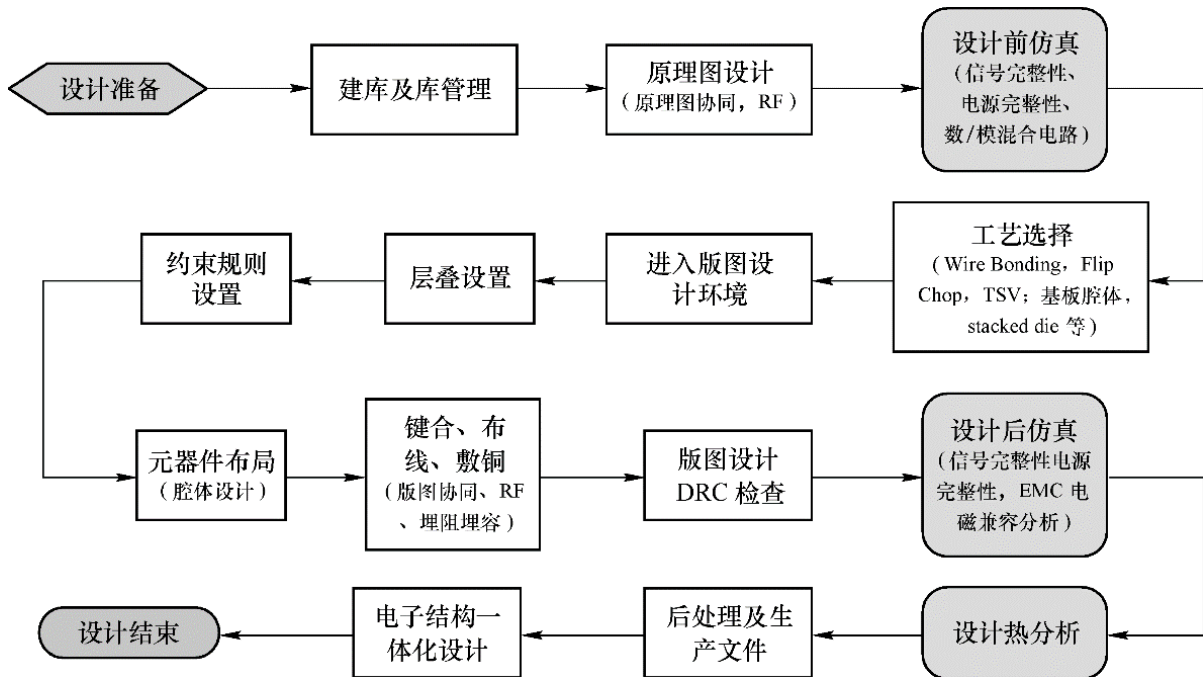 设计准备
建库及库管理
原理图设计
（原理图协同，RF）
设计前仿真
（信号完整性、
电源完整性、
数/模混合电路）
工艺选择
（Wire Bonding，Flip
Chop，TSV；基板腔体，
stacked die 等）
进入版图设
计环境
层叠设置
约束规则
设置
元器件布局
（腔体设计）
键合、布
线、敷铜
（版图协同、RF
、埋阻埋容）
版图设计
DRC 检查
设计后仿真
（信号完整性电源
完整性，EMC 电
磁兼容分析）
设计热分析
后处理及生
产文件
电子结构一
体化设计
设计结束